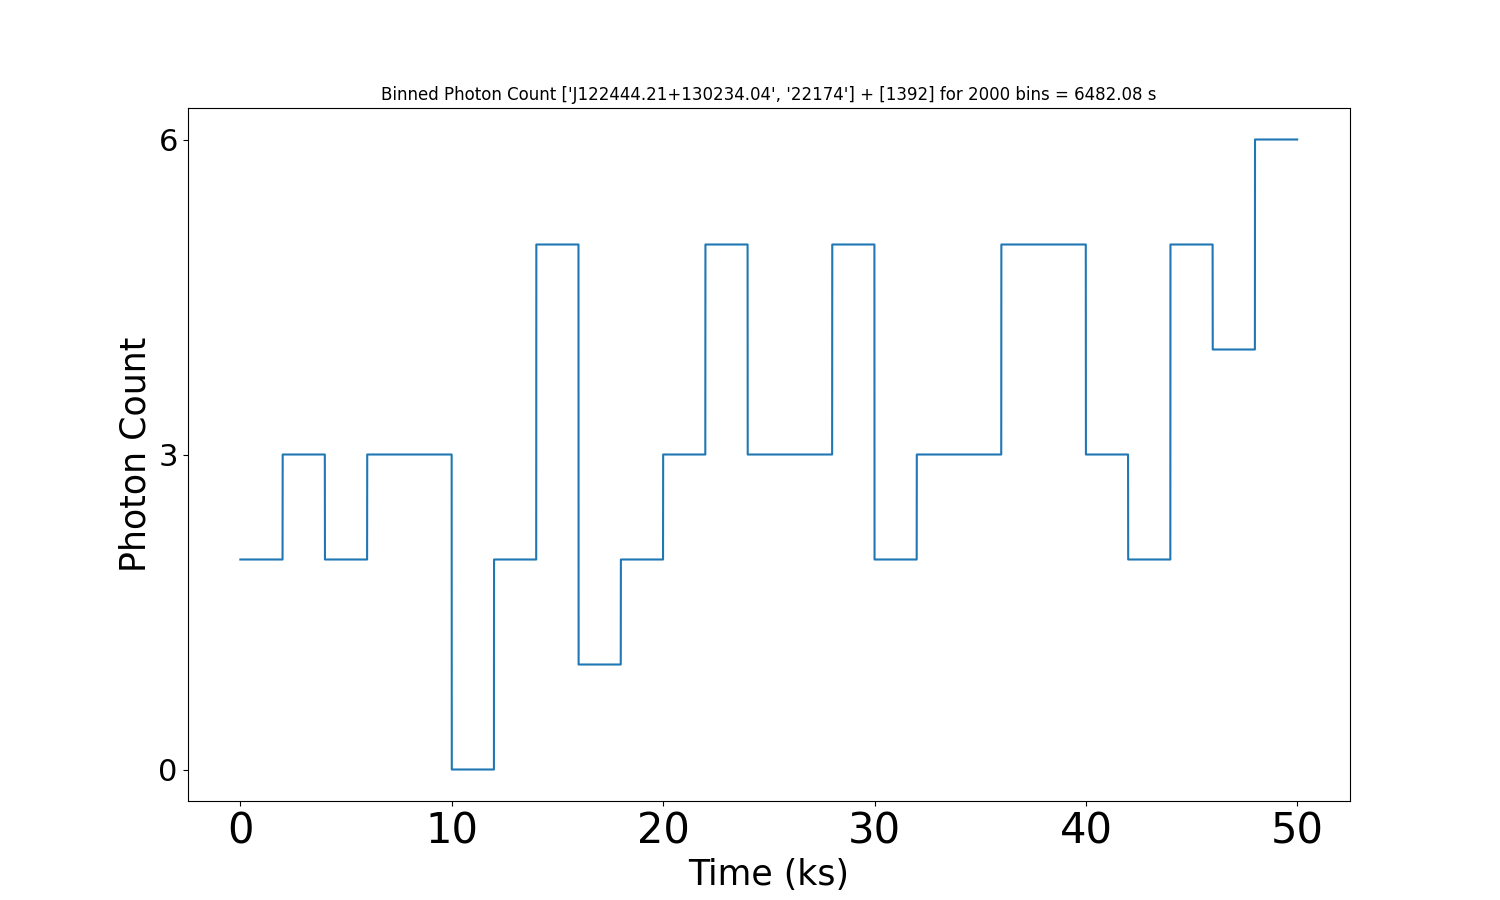 Binned Photon Count ['J122444.21+130234.04', '22174'] + [1392] for 2000 bins = 6482.08 s
6
3
0
Photon Count
0 10 20 30 40 50
Time (ks)